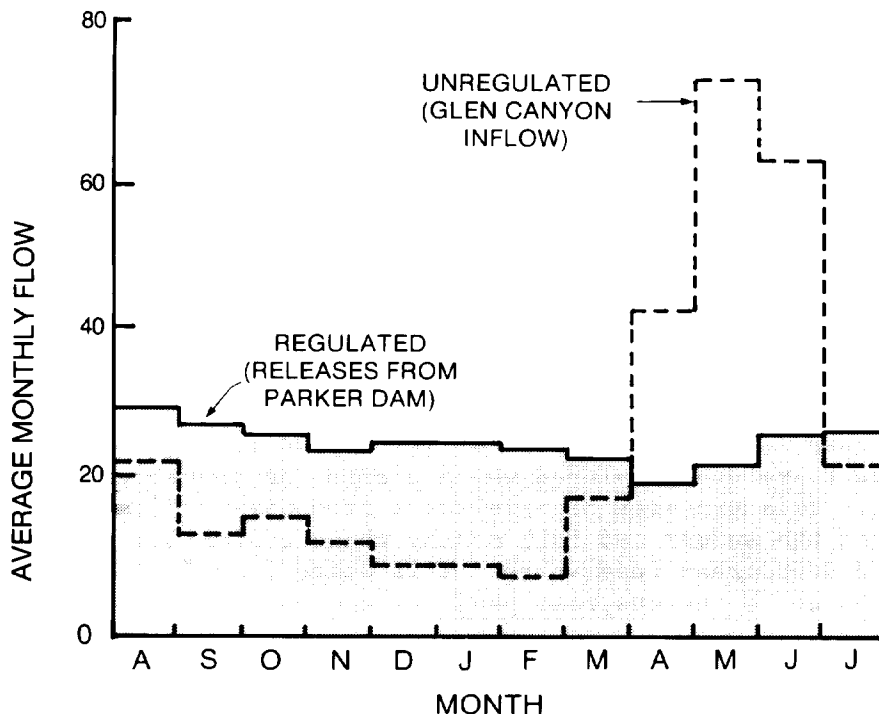 80
60
40
20
0
AVERAGE MONTHLY FLOW
UNREGULATED
(GLEN CANYON
INFLOW)
REGULATED
(RELEASES FROM
PARKER DAM)
A S O N D J F M A M J J
MONTH